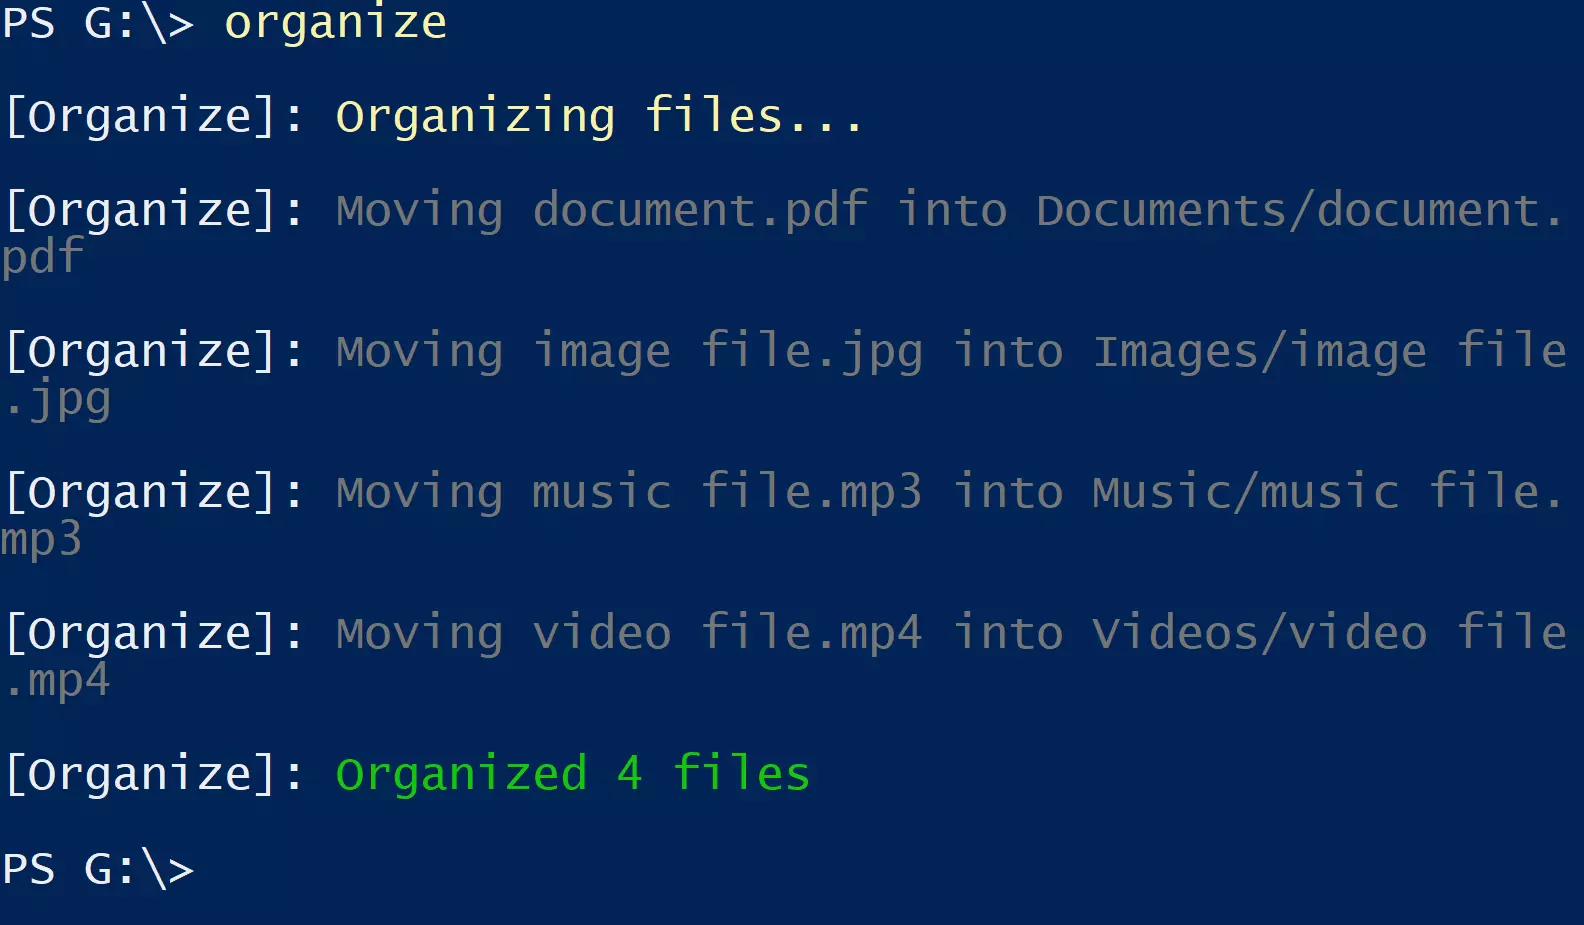 PS G:\> organize
[Organize]: Organizing files...
[Organize]: Moving document.pdf into Documents/document.
pdf
[Organize]: Moving image file.jpg into Images/image file
.jpg
[Organize]: Moving music file.mp3 into Music/music file.
mp3
[Organize]: Moving video file.mp4 into Videos/video file
.mp4
[Organize]: Organized 4 files
PS G:\>